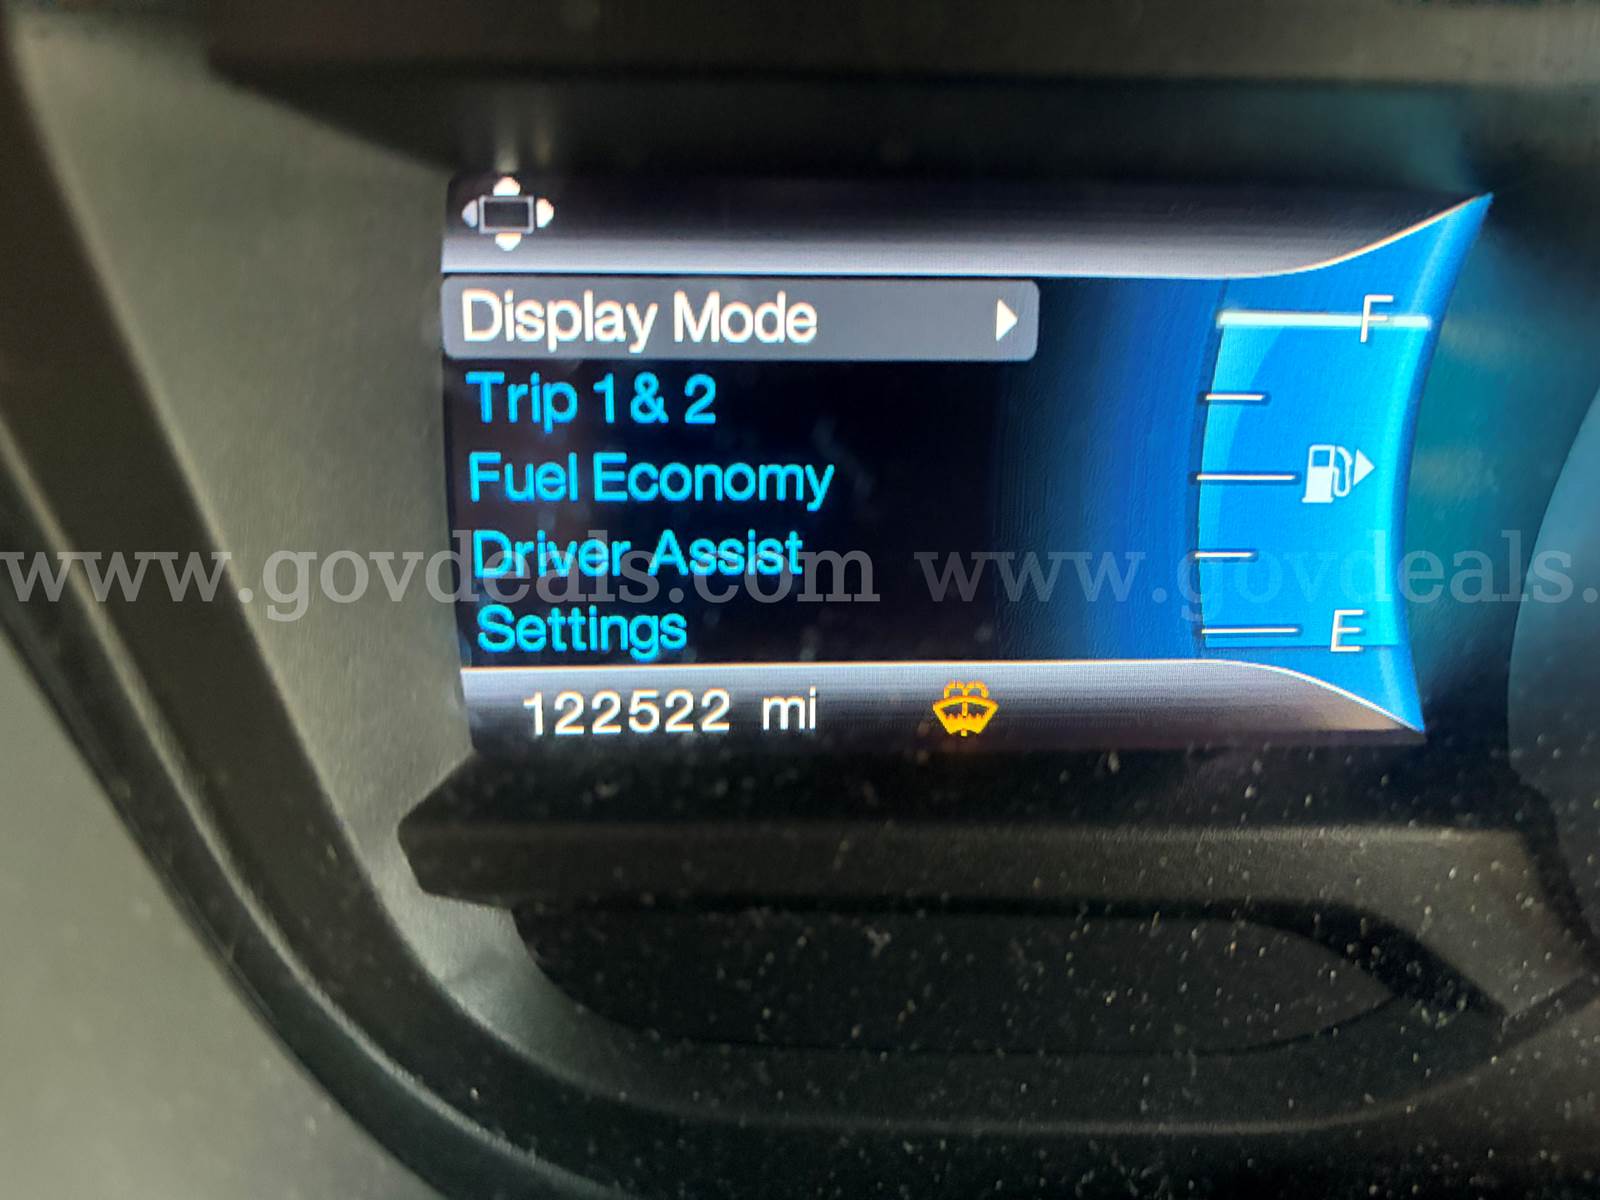 Display Mode
F
Trip 1 & 2
Fuel Economy
Driver Assist
www.govdeals.com www.govdeals.
Settings
E
122522 mi